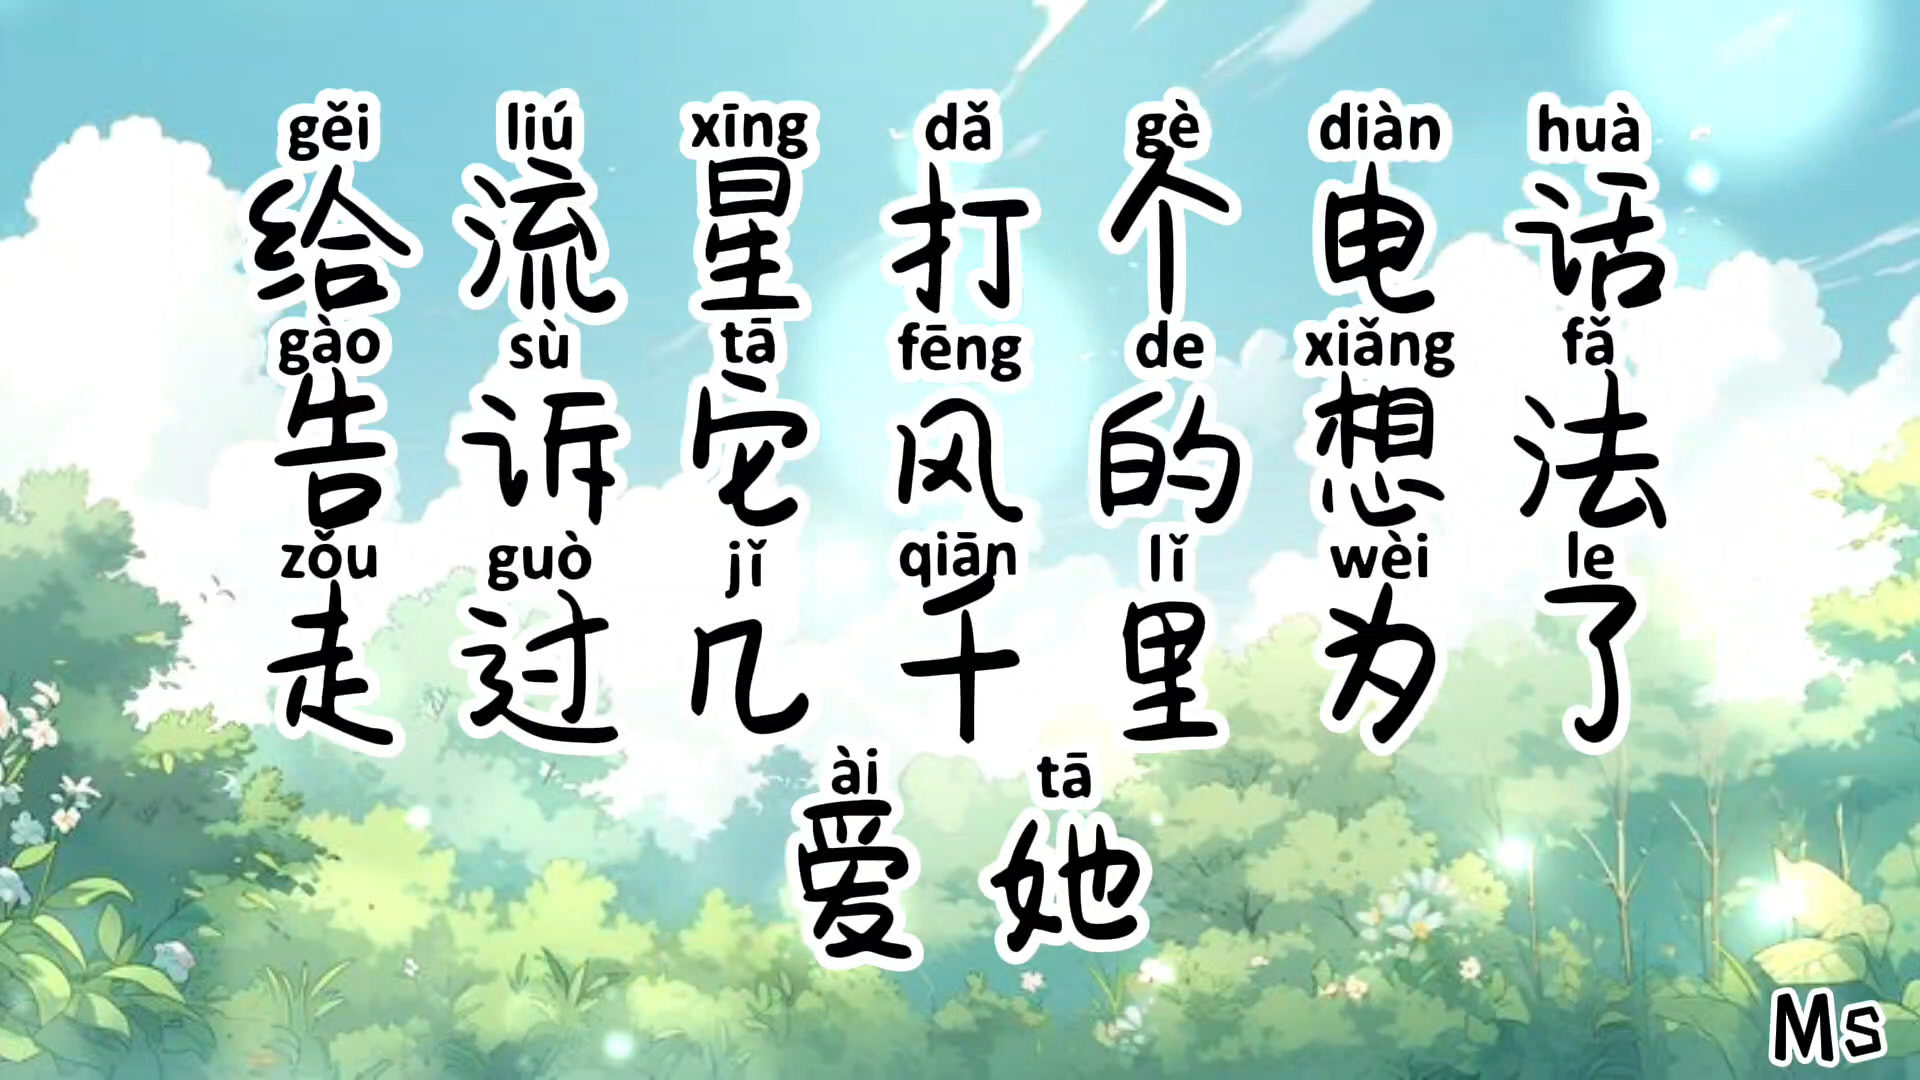 gěi liú xīng dǎ gè diàn huà
给流星打个电话
gào sù tā fēng de xiǎng fǎ
告诉它风的想法
zǒu guò jǐ qiān lǐ wèi le
走过几千里为了
ài tā
爱她
Ms